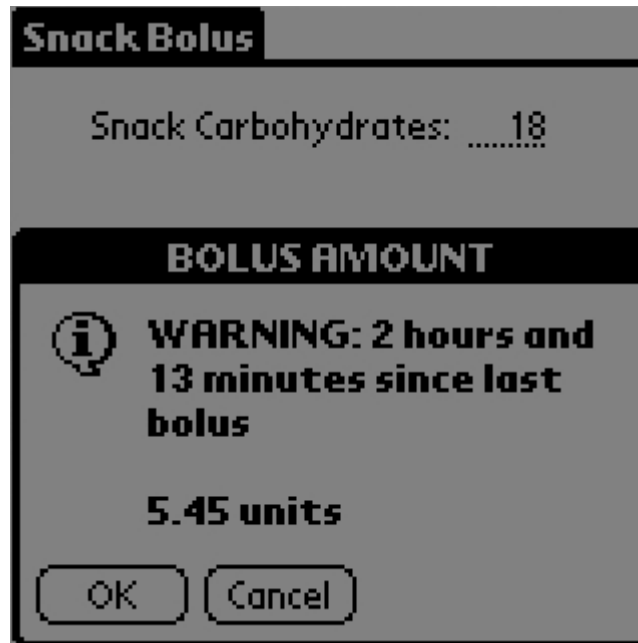 Snack Bolus
Snack Carbohydrates: 18
BOLUS AMOUNT
WARNING: 2 hours and
13 minutes since last
bolus
5.45 units
OK Cancel